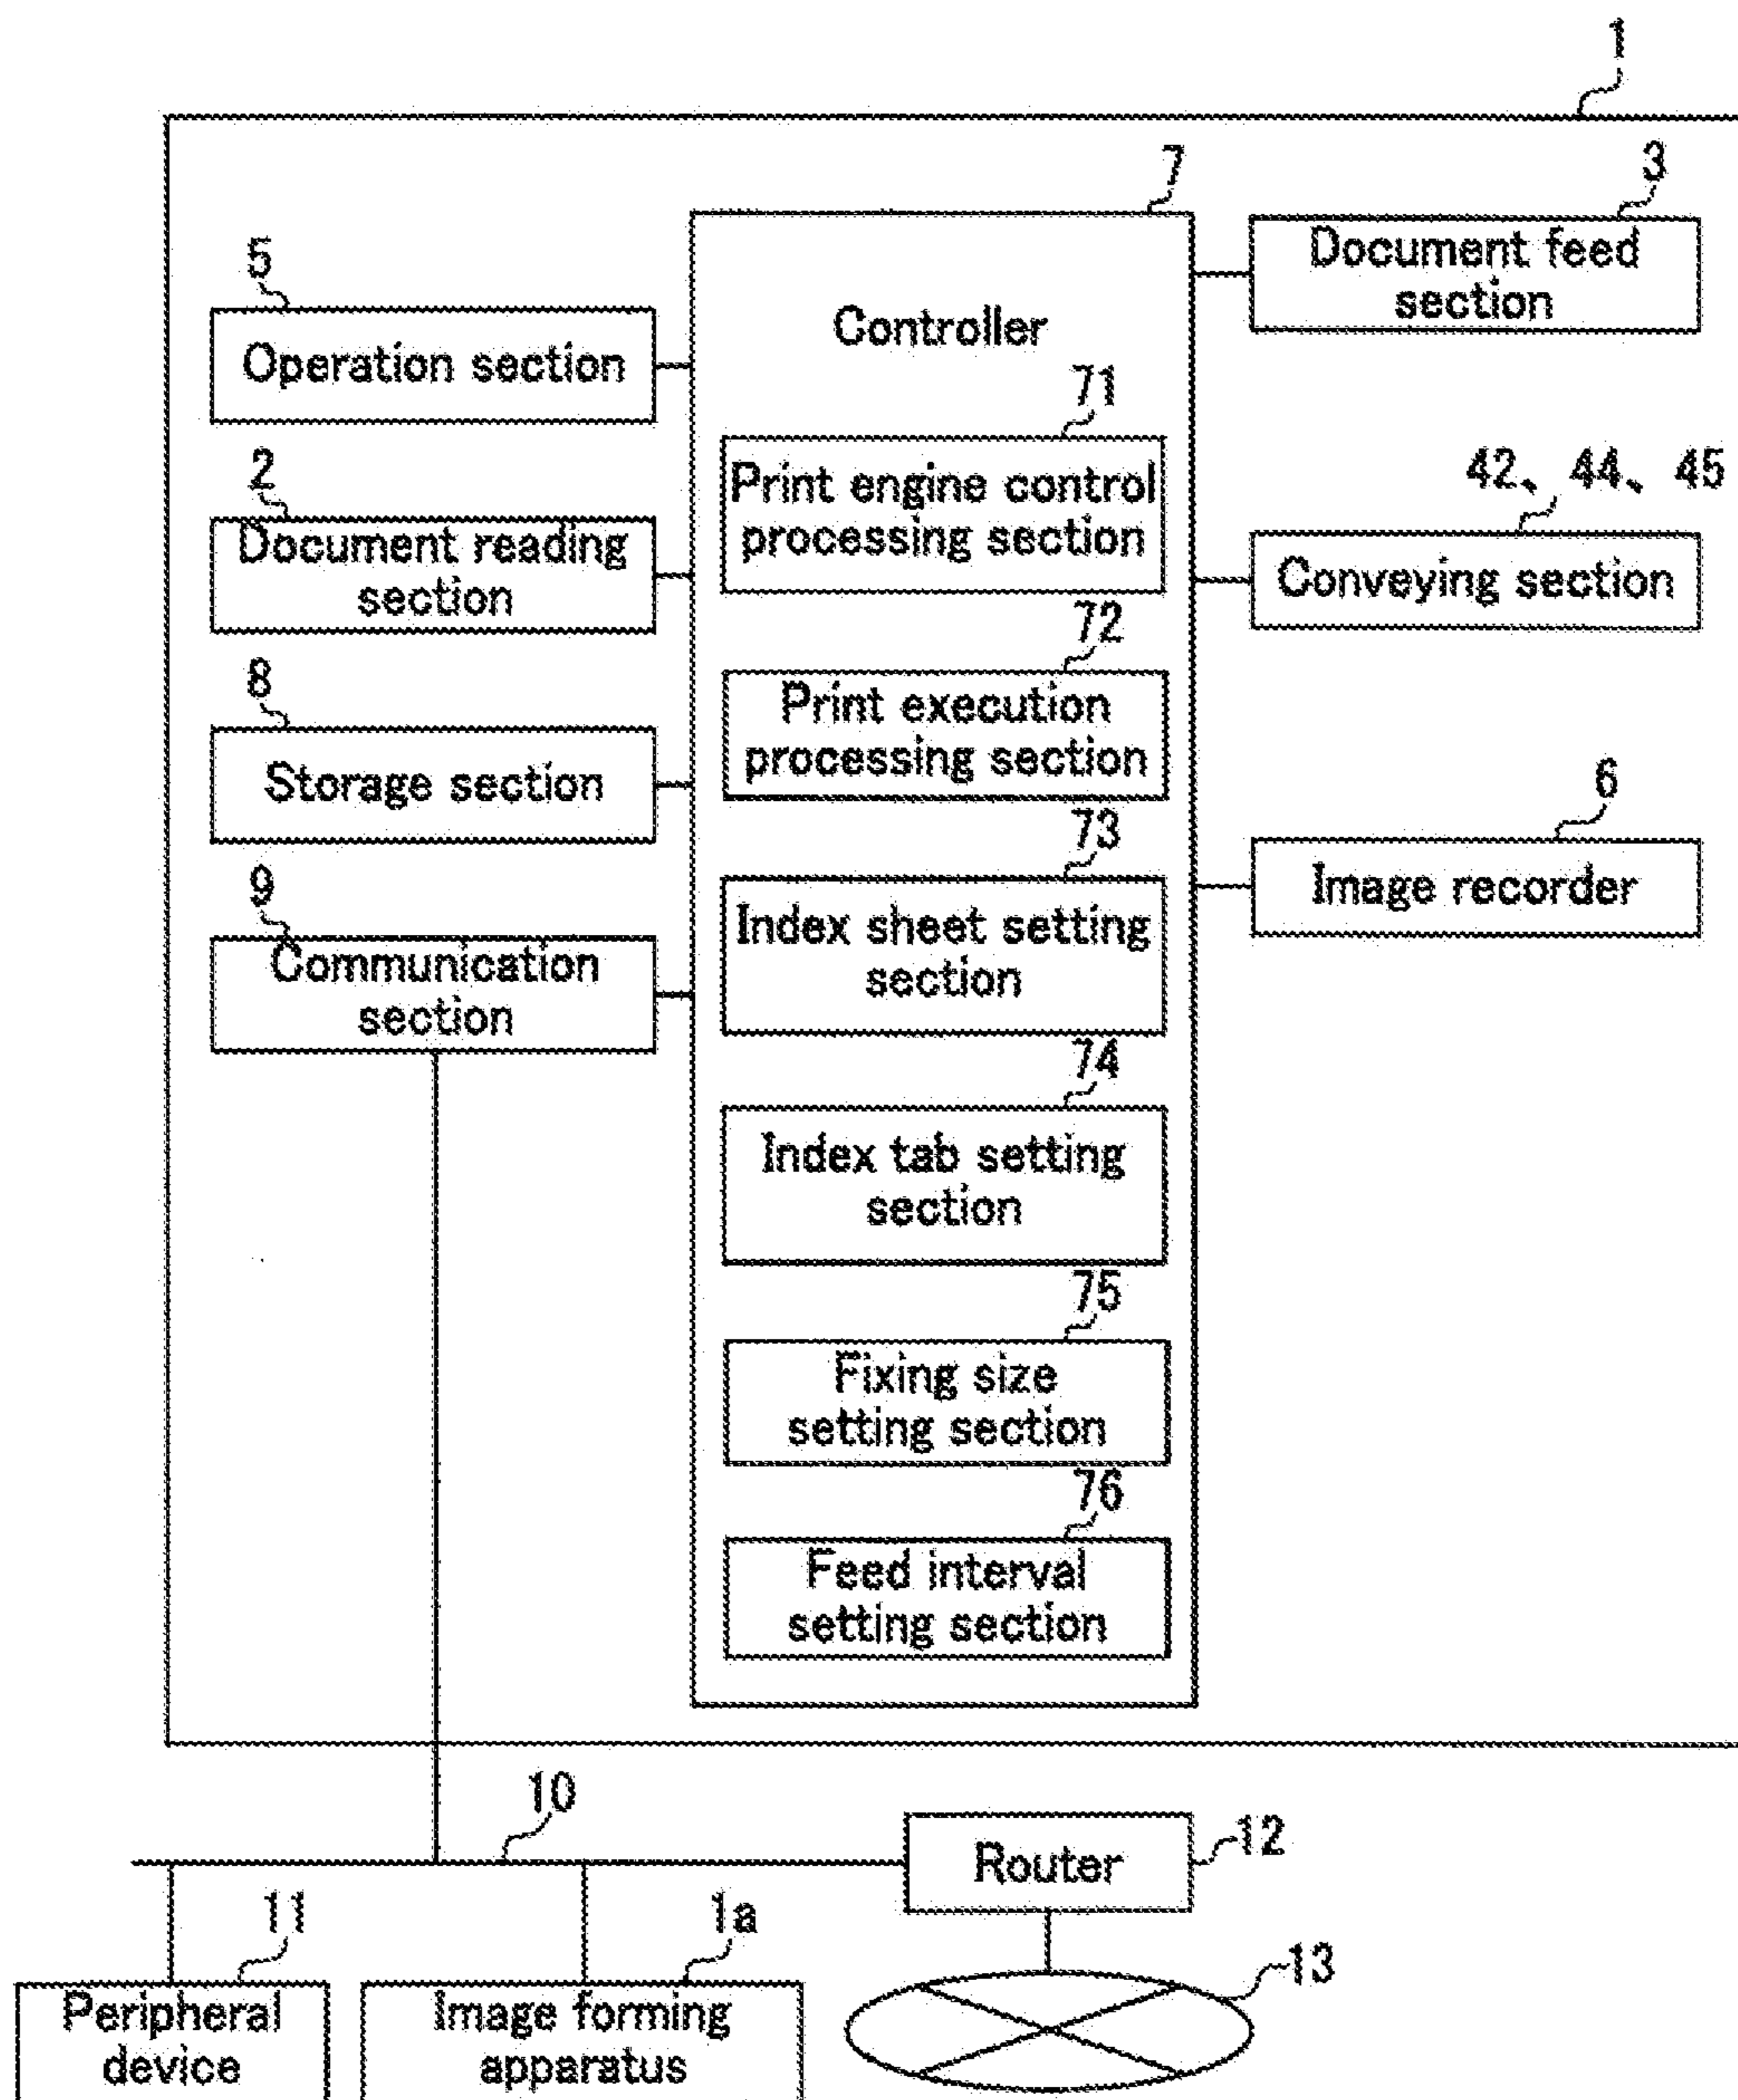 1
7
3
Document feed
section
5
Operation section
Controller
71
Print engine control
processing section
42、44、45
Conveying section
2
Document reading
section
72
Print execution
processing section
8
Storage section
6
Image recorder
73
Index sheet setting
section
9
Communication
section
74
Index tab setting
section
75
Fixing size
setting section
76
Feed interval
setting section
10
Router
12
11
Peripheral
device
1a
Image forming
apparatus
13